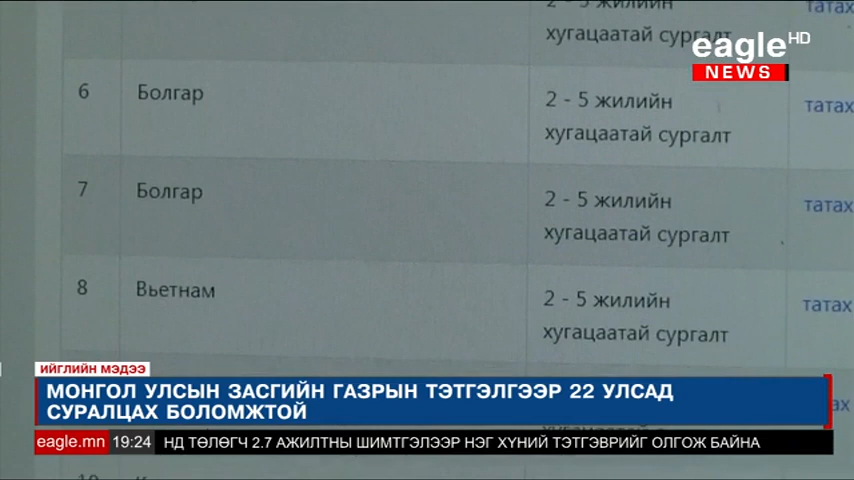 2 - 5 жилийн
татах
хугацаатай сургалт
eagle HD
NEWS
6
Болгар
2 - 5 жилийн
хугацаатай сургалт
татах
7
Болгар
2 - 5 жилийн
хугацаатай сургалт
татах
8
Вьетнам
2 - 5 жилийн
хугацаатай сургалт
татах
ИЙГЛИЙН МЭДЭЭ
МОНГОЛ УЛСЫН ЗАСГИЙН ГАЗРЫН ТЭТГЭЛГЭЭР 22 УЛСАД
СУРАЛЦАХ БОЛОМЖТОЙ
eagle.mn 19:24 НД ТӨЛӨГЧ 2.7 АЖИЛТНЫ ШИМТГЭЛЭЭР НЭГ ХҮНИЙ ТЭТГЭВРИЙГ ОЛГОЖ БАЙНА